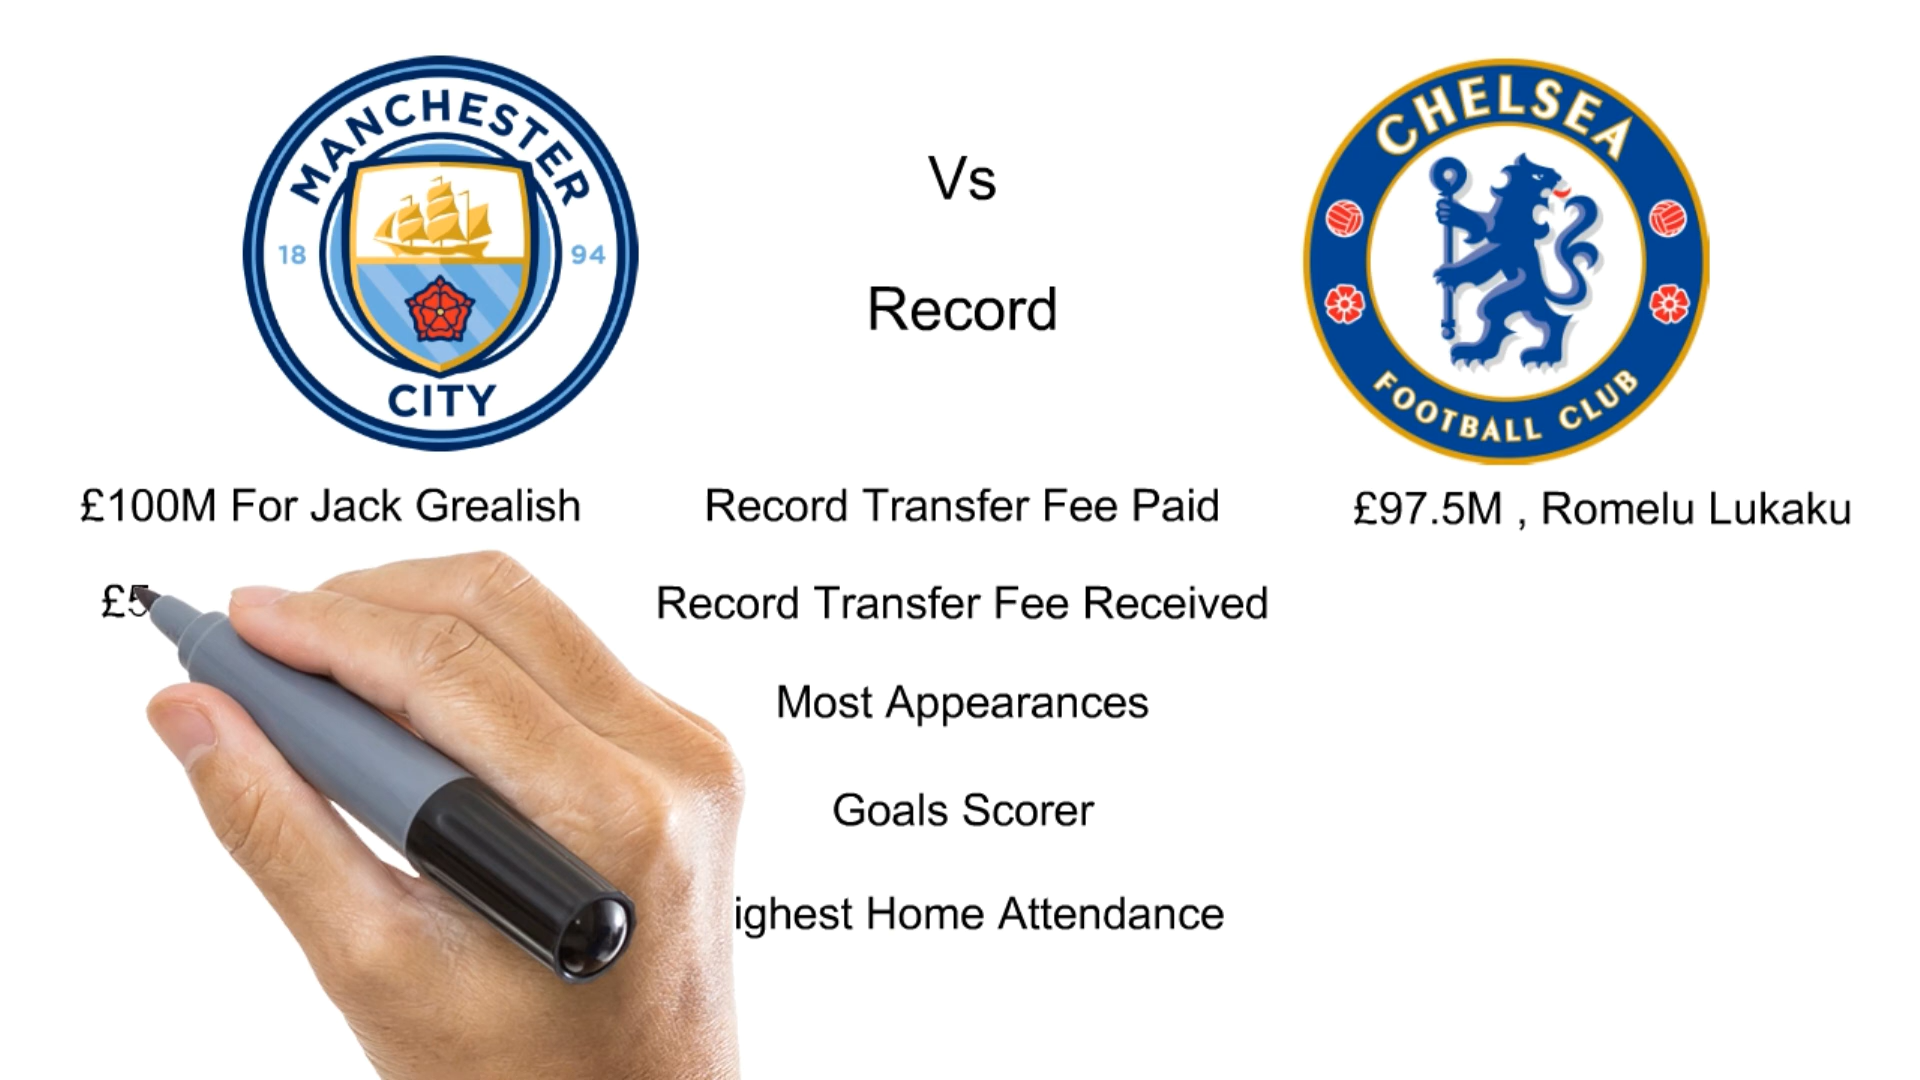 MANCHESTER
18 94
CITY
Vs
Record
CHELSEA
FOOTBALL CLUB
£100M For Jack Grealish Record Transfer Fee Paid £97.5M , Romelu Lukaku
£5 Record Transfer Fee Received
Most Appearances
Goals Scorer
ighest Home Attendance